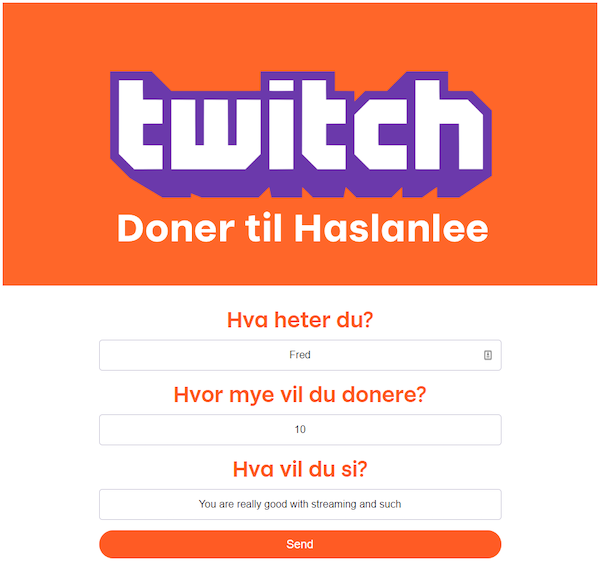 twitch
Doner til Haslanlee
Hva heter du?
Fred
Hvor mye vil du donere?
10
Hva vil du si?
You are really good with streaming and such
Send